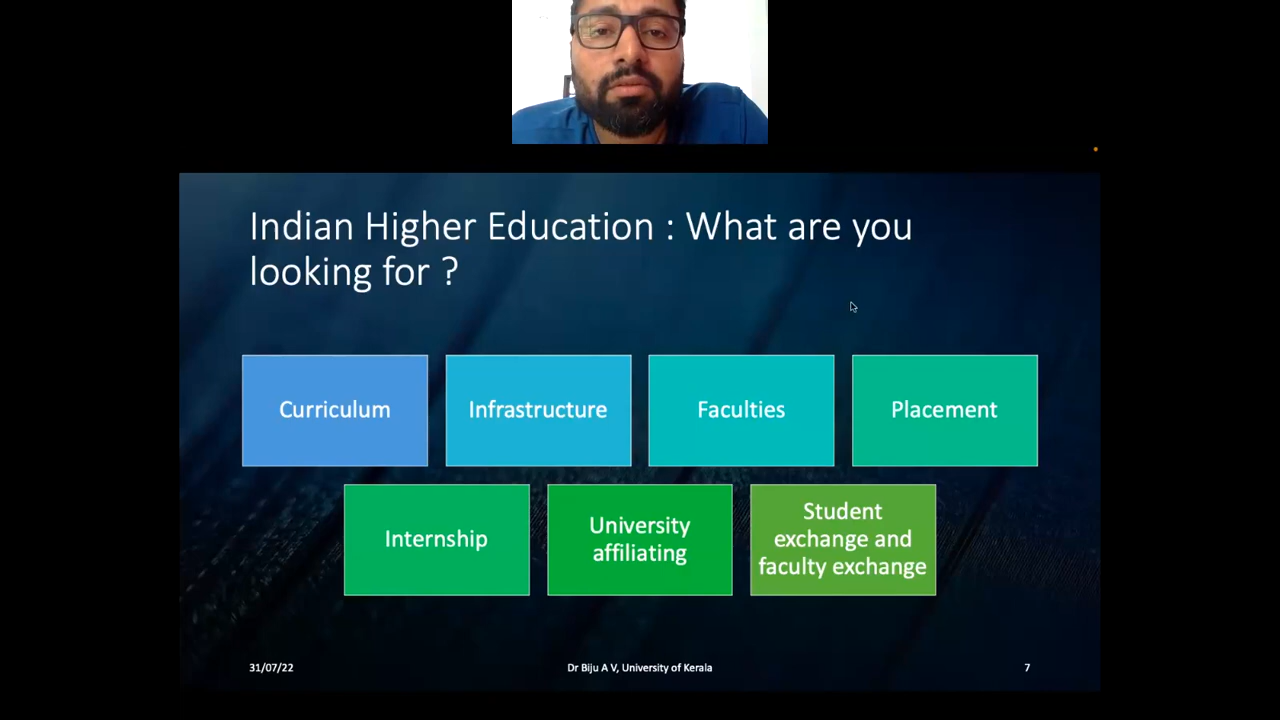 Indian Higher Education : What are you
looking for ?
Curriculum
Infrastructure
Faculties
Placement
Internship
University
affiliating
Student
exchange and
faculty exchange
31/07/22
Dr Biju A V, University of Kerala
7